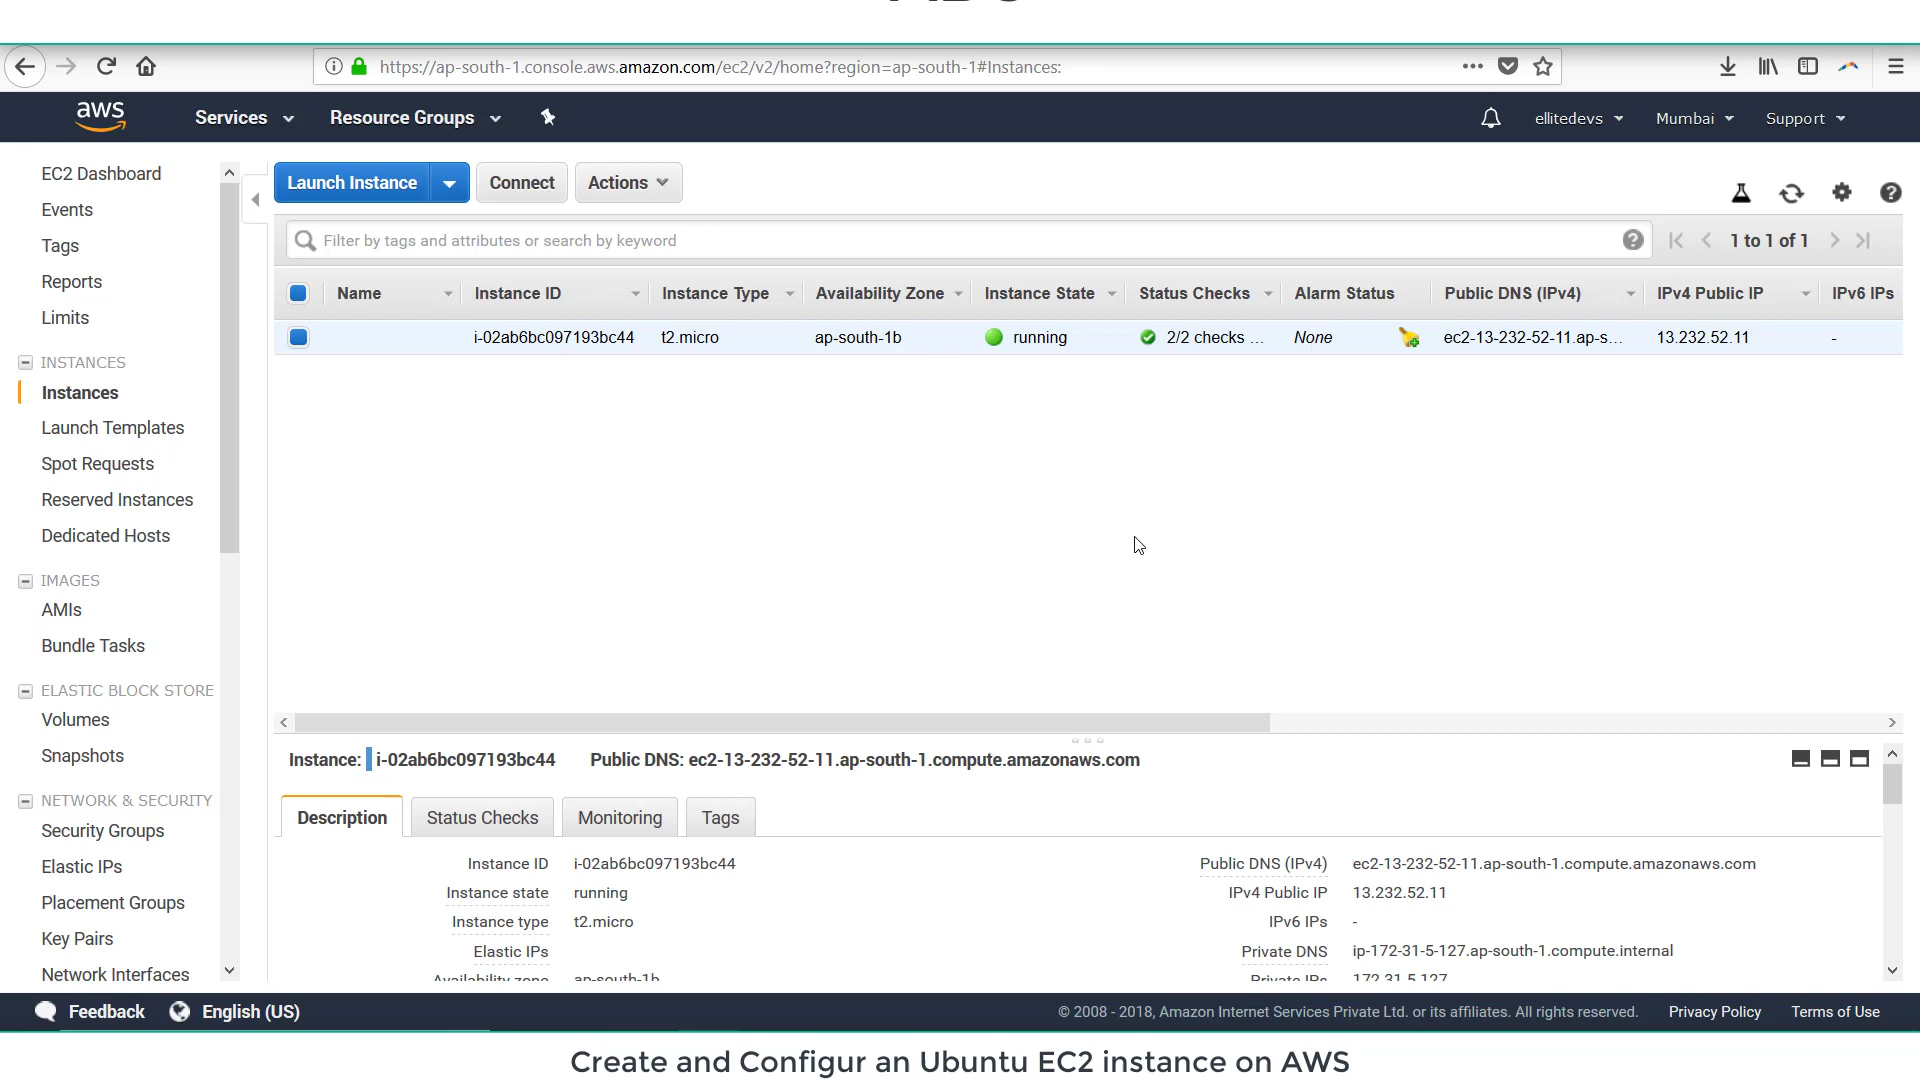 https://ap-south-1.console.aws.amazon.com/ec2/v2/home?region=ap-south-1#Instances:
aws
Services
Resource Groups
ellitedevs
Mumbai
Support
EC2 Dashboard
Events
Tags
Reports
Limits
INSTANCES
Instances
Launch Templates
Spot Requests
Reserved Instances
Dedicated Hosts
IMAGES
AMIs
Bundle Tasks
ELASTIC BLOCK STORE
Volumes
Snapshots
NETWORK & SECURITY
Security Groups
Elastic IPs
Placement Groups
Key Pairs
Network Interfaces
Launch Instance
Connect
Actions
Filter by tags and attributes or search by keyword
1 to 1 of 1
Name Instance ID Instance Type Availability Zone Instance State Status Checks Alarm Status Public DNS (IPv4) IPv4 Public IP IPv6 IPs
i-02ab6bc097193bc44 t2.micro ap-south-1b running 2/2 checks ... None ec2-13-232-52-11.ap-s... 13.232.52.11 -
Instance: i-02ab6bc097193bc44 Public DNS: ec2-13-232-52-11.ap-south-1.compute.amazonaws.com
Description
Status Checks
Monitoring
Tags
Instance ID i-02ab6bc097193bc44
Instance state running
Instance type t2.micro
Elastic IPs
Availability zone ap-south-1b
Public DNS (IPv4) ec2-13-232-52-11.ap-south-1.compute.amazonaws.com
IPv4 Public IP 13.232.52.11
IPv6 IPs -
Private DNS ip-172-31-5-127.ap-south-1.compute.internal
Private IPs 172.31.5.127
Feedback
English (US)
© 2008 - 2018, Amazon Internet Services Private Ltd. or its affiliates. All rights reserved.
Privacy Policy
Terms of Use
Create and Configur an Ubuntu EC2 instance on AWS